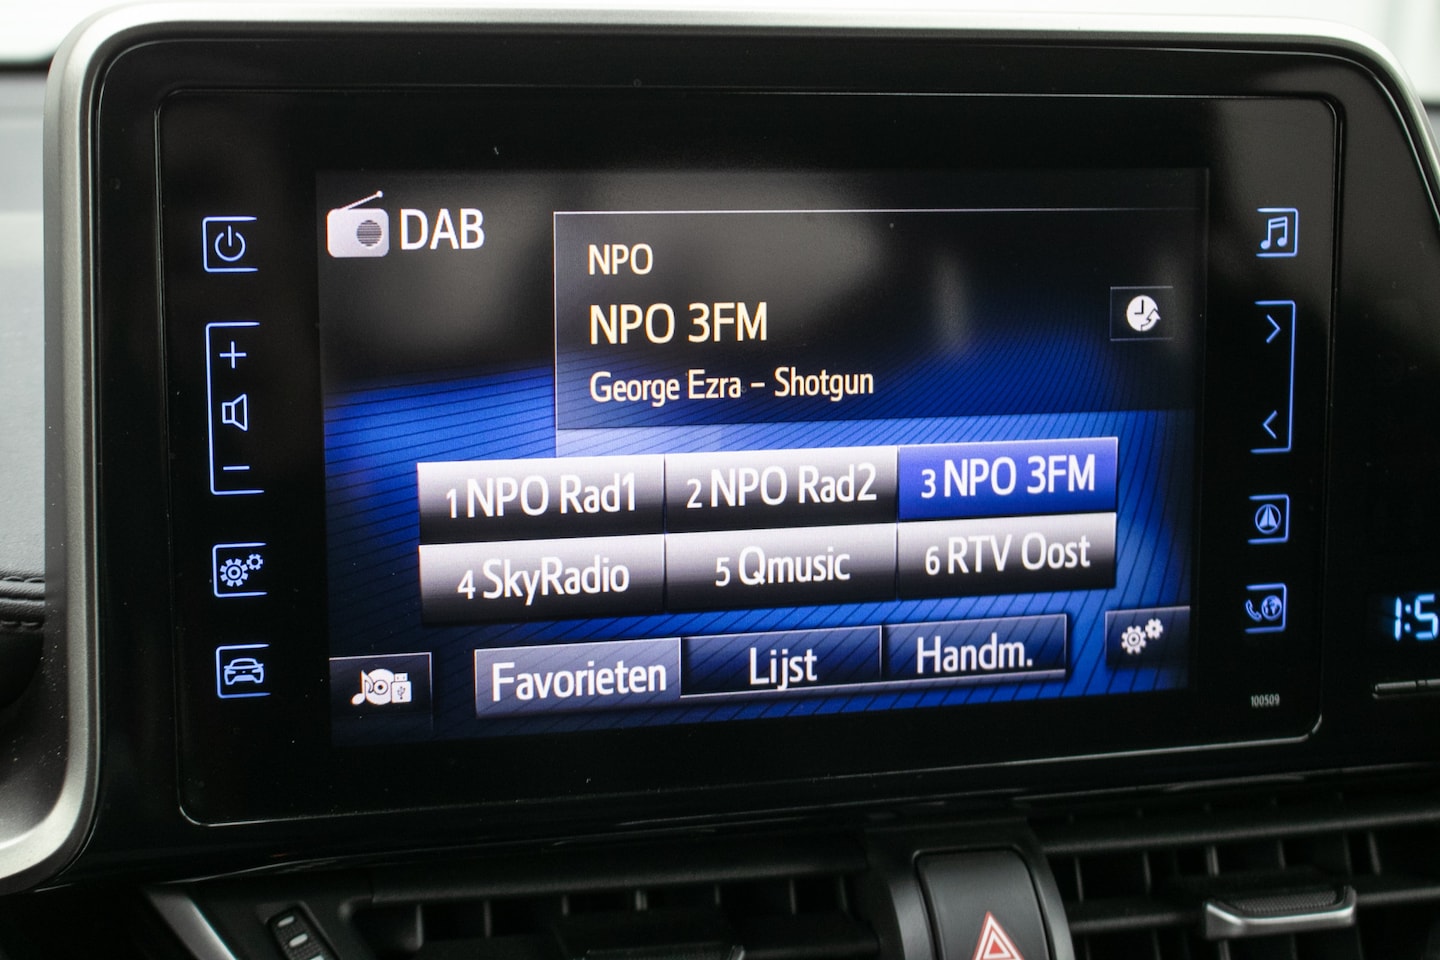 DAB
NPO
NPO 3FM
George Ezra – Shotgun
1 NPO Rad1
2 NPO Rad2
3 NPO 3FM
4 SkyRadio
5 Qmusic
6 RTV Oost
Favorieten
Lijst
Handm.
100509
1:5